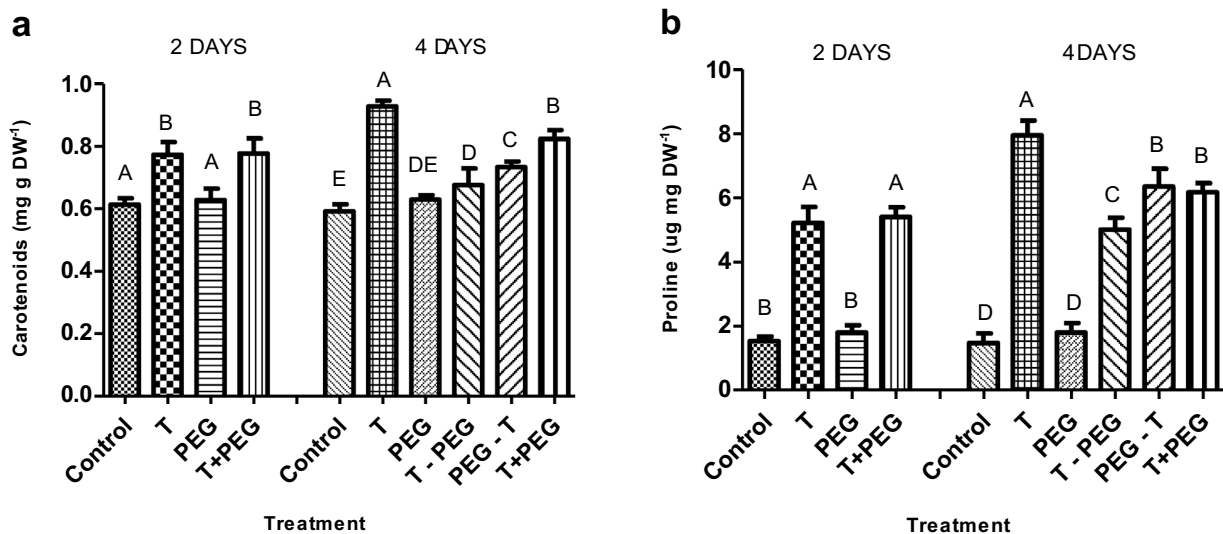 a
2 DAYS
4 DAYS
Carotenoids (mg g DW-1)
1.0
0.8
0.6
0.4
0.2
0.0
A
B
A
B
E
A
DE
D
C
B
Control
T
PEG
T+PEG
Control
T
PEG
T - PEG
PEG - T
T+PEG
Treatment
b
2 DAYS
4DAYS
Proline (ug mg DW-1)
10
8
6
4
2
0
B
A
B
A
D
A
D
C
B
B
Control
T
PEG
T+PEG
Control
T
PEG
T - PEG
PEG - T
T+PEG
Treatment